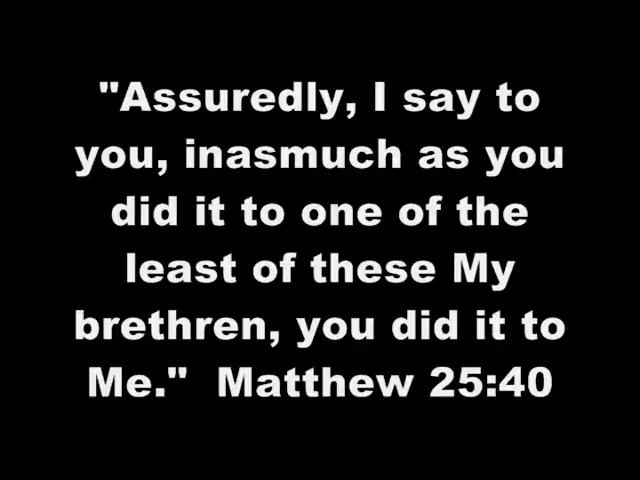 "Assuredly, I say to
you, inasmuch as you
did it to one of the
least of these My
brethren, you did it to
Me."  Matthew 25:40